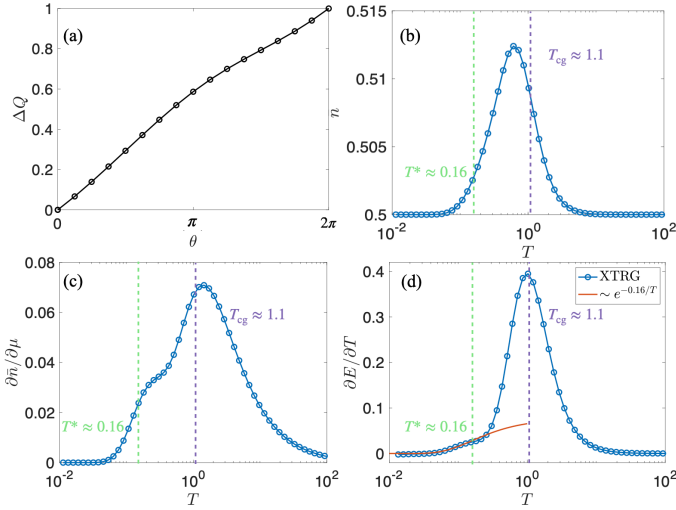 (a)
1
0.8
0.6
0.4
0.2
0
ΔQ
0
π
2π
θ
(b)
0.515
0.51
0.505
0.5
n
T_cg ≈ 1.1
T* ≈ 0.16
10^-2
10^0
10^2
T
(c)
0.08
0.06
0.04
0.02
0
∂n̄/∂μ
T_cg ≈ 1.1
T* ≈ 0.16
10^-2
10^0
10^2
T
(d)
0.4
0.3
0.2
0.1
0
∂E/∂T
XTRG
~ e^-0.16/T
T_cg ≈ 1.1
T* ≈ 0.16
10^-2
10^0
10^2
T